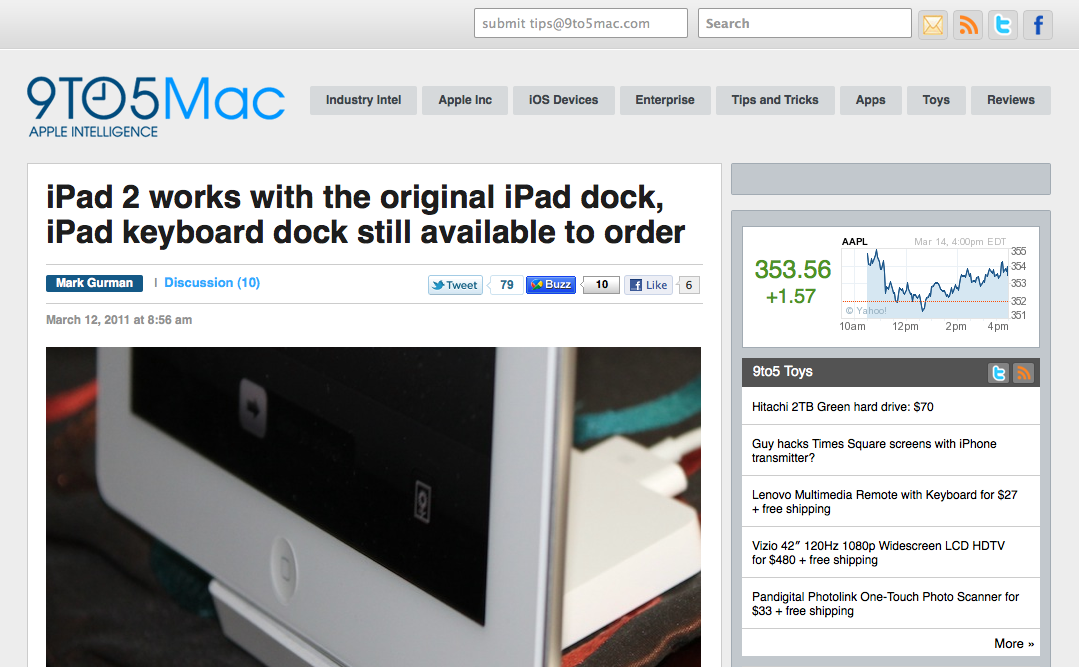 submit tips@9to5mac.com
Search
9TO5Mac
APPLE INTELLIGENCE
Industry Intel
Apple Inc
iOS Devices
Enterprise
Tips and Tricks
Apps
Toys
Reviews
iPad 2 works with the original iPad dock,
iPad keyboard dock still available to order
Mark Gurman | Discussion (10)
Tweet 79 Buzz 10 Like 6
March 12, 2011 at 8:56 am
AAPL Mar 14, 4:00pm EDT
353.56
+1.57
355
354
353
352
351
© Yahoo!
10am 12pm 2pm 4pm
9to5 Toys
Hitachi 2TB Green hard drive: $70
Guy hacks Times Square screens with iPhone
transmitter?
Lenovo Multimedia Remote with Keyboard for $27
+ free shipping
Vizio 42″ 120Hz 1080p Widescreen LCD HDTV
for $480 + free shipping
Pandigital Photolink One-Touch Photo Scanner for
$33 + free shipping
More »